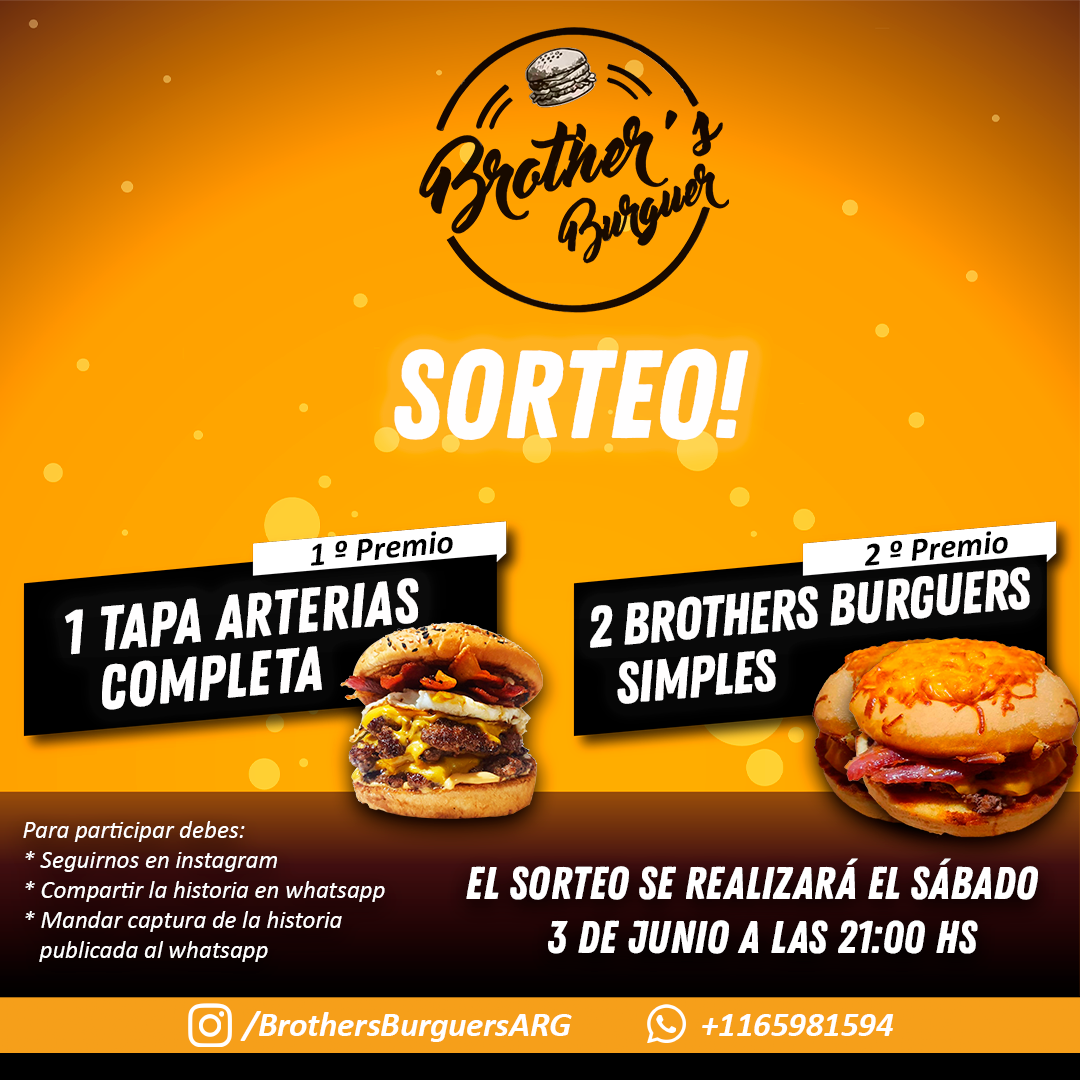 Brother's
Burguer
SORTEO!
1 º Premio
1 TAPA ARTERIAS
COMPLETA
2 º Premio
2 BROTHERS BURGUERS
SIMPLES
Para participar debes:
* Seguirnos en instagram
* Compartir la historia en whatsapp
* Mandar captura de la historia
publicada al whatsapp
EL SORTEO SE REALIZARÁ EL SÁBADO
3 DE JUNIO A LAS 21:00 HS
/BrothersBurguersARG
+1165981594